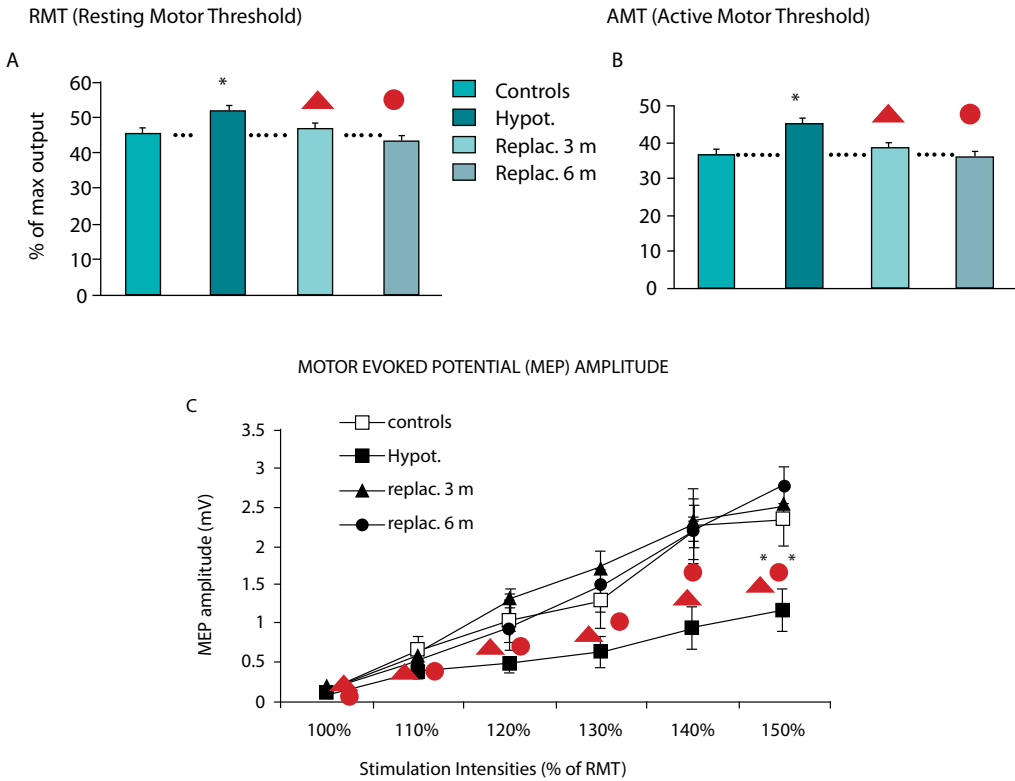 RMT (Resting Motor Threshold)
AMT (Active Motor Threshold)
A
% of max output
60
50
40
30
20
10
0
*
Controls
Hypot.
Replac. 3 m
Replac. 6 m
B
50
40
30
20
10
0
*
MOTOR EVOKED POTENTIAL (MEP) AMPLITUDE
C
MEP amplitude (mV)
3.5
3
2.5
2
1.5
1
0.5
0
controls
Hypot.
replac. 3 m
replac. 6 m
* *
100% 110% 120% 130% 140% 150%
Stimulation Intensities (% of RMT)